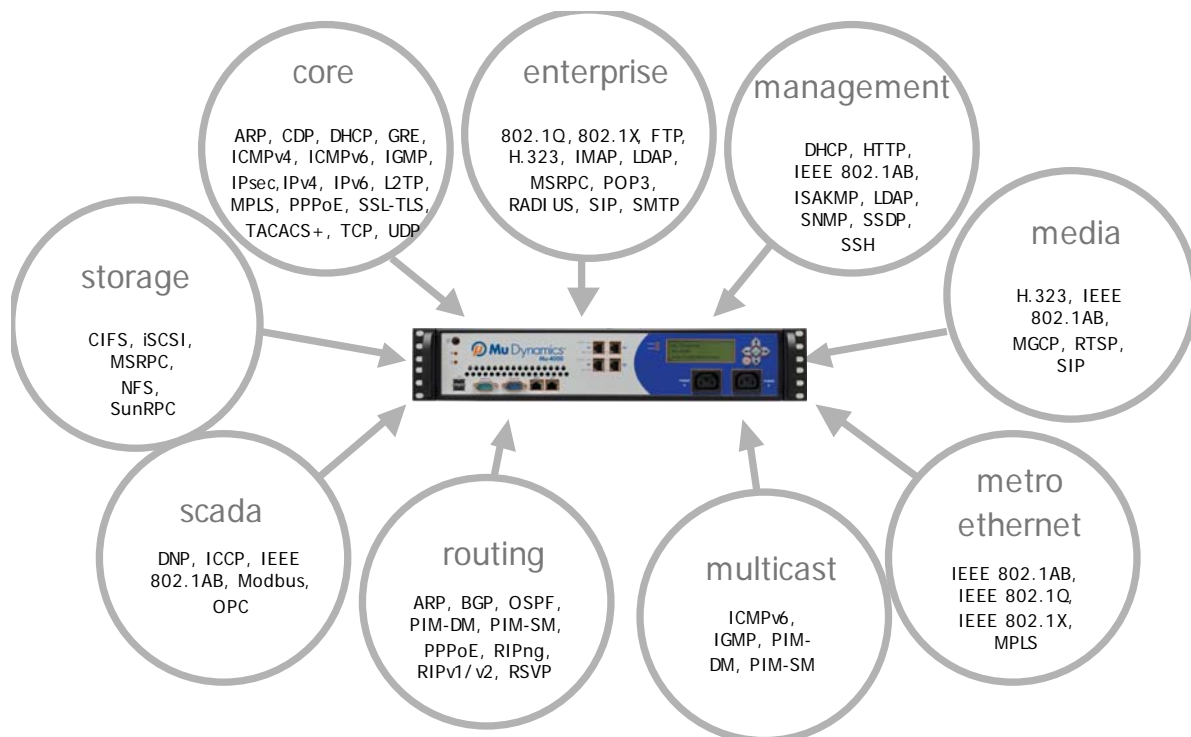 core
ARP, CDP, DHCP, GRE,
ICMPv4, ICMPv6, IGMP,
IPsec,IPv4, IPv6, L2TP,
MPLS, PPPoE, SSL-TLS,
TACACS+, TCP, UDP
enterprise
802.1Q, 802.1X, FTP,
H.323, IMAP, LDAP,
MSRPC, POP3,
RADIUS, SIP, SMTP
management
DHCP, HTTP,
IEEE 802.1AB,
ISAKMP, LDAP,
SNMP, SSDP,
SSH
media
H.323, IEEE
802.1AB,
MGCP, RTSP,
SIP
storage
CIFS, iSCSI,
MSRPC,
NFS,
SunRPC
Mu Dynamics
Mu-4000
scada
DNP, ICCP, IEEE
802.1AB, Modbus,
OPC
routing
ARP, BGP, OSPF,
PIM-DM, PIM-SM,
PPPoE, RIPng,
RIPv1/v2, RSVP
multicast
ICMPv6,
IGMP, PIM-
DM, PIM-SM
metro
ethernet
IEEE 802.1AB,
IEEE 802.1Q,
IEEE 802.1X,
MPLS